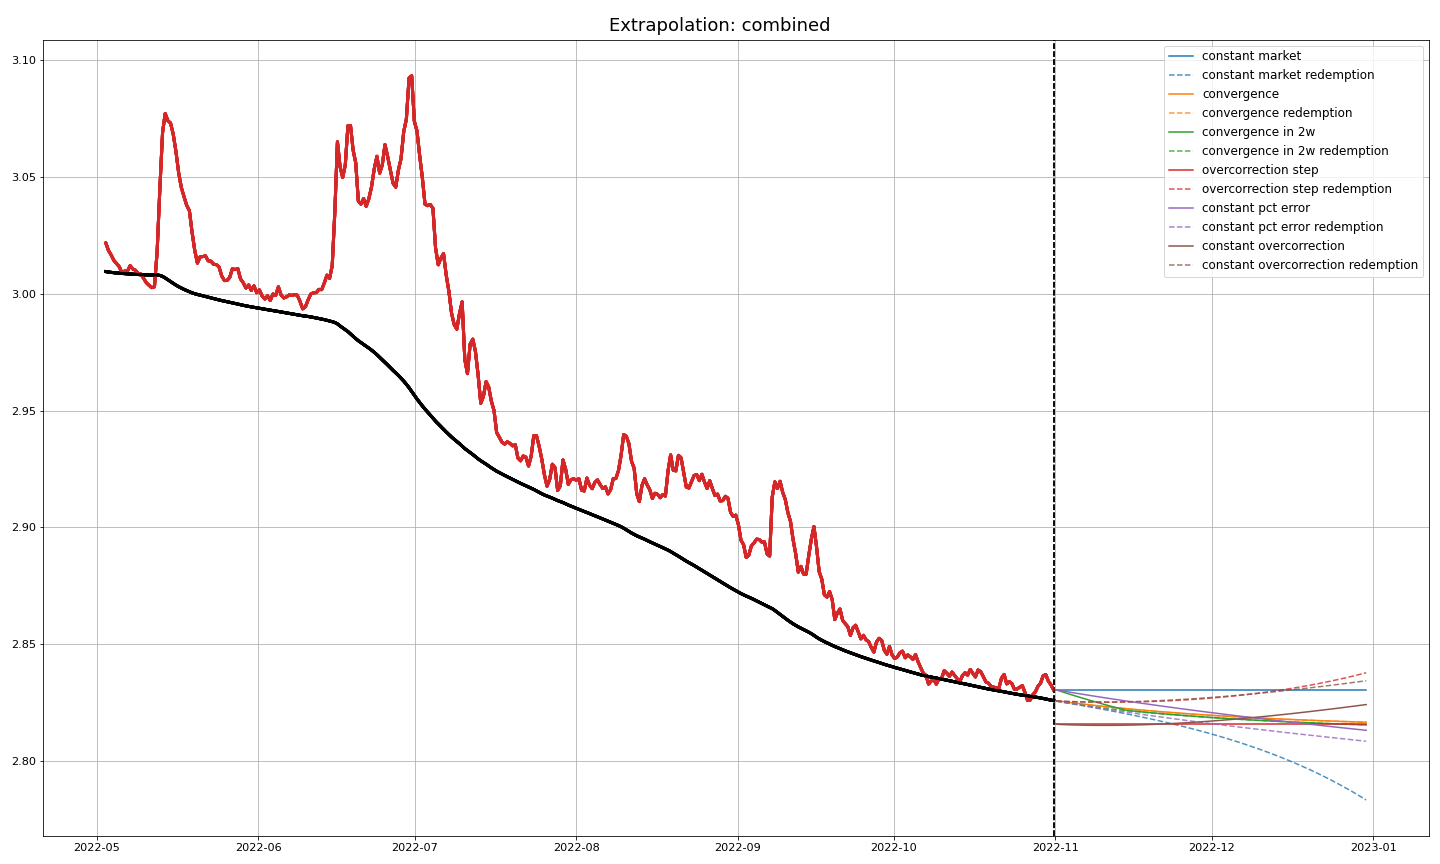 Extrapolation: combined
3.10
3.05
3.00
2.95
2.90
2.85
2.80
2022-05
2022-06
2022-07
2022-08
2022-09
2022-10
2022-11
2022-12
2023-01
constant market
constant market redemption
convergence
convergence redemption
convergence in 2w
convergence in 2w redemption
overcorrection step
overcorrection step redemption
constant pct error
constant pct error redemption
constant overcorrection
constant overcorrection redemption